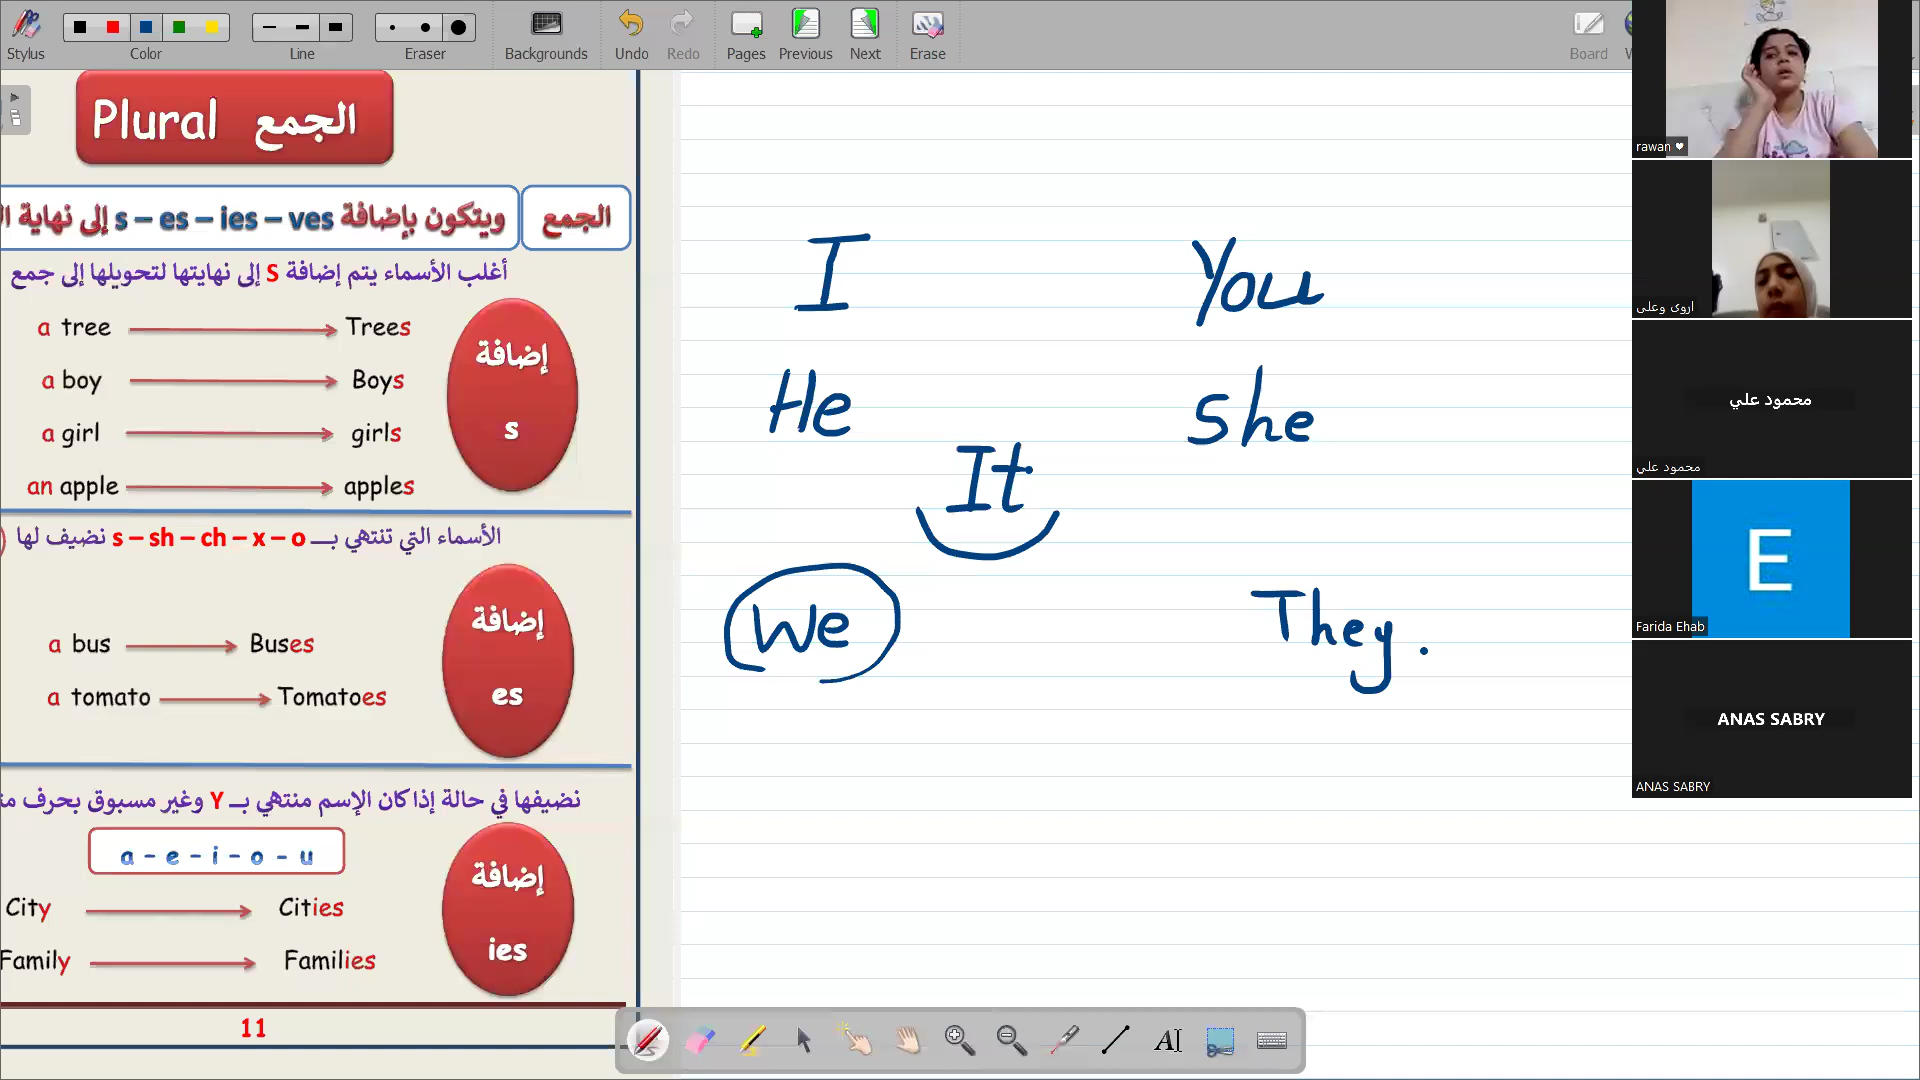 Stylus Color Line Eraser Backgrounds Undo Redo Pages Previous Next Erase Board
Plural الجمع
الجمع
ويتكون بإضافة s – es – ies – ves إلى نهاية
أغلب الأسماء يتم إضافة S إلى نهايتها لتحويلها إلى جمع
a tree Trees
a boy Boys
a girl girls
an apple apples
إضافة
s
الأسماء التي تنتهي بـــ s – sh – ch – x – o نضيف لها
a bus Buses
a tomato Tomatoes
إضافة
es
نضيفها في حالة إذا كان الإسم منتهي بــ Y وغير مسبوق بحرف
a - e - i - o - u
City Cities
Family Families
إضافة
ies
11
I You
He She
It
We They.
rawan ♥
اروى وعلى
محمود علي
محمود علي
E
Farida Ehab
ANAS SABRY
ANAS SABRY